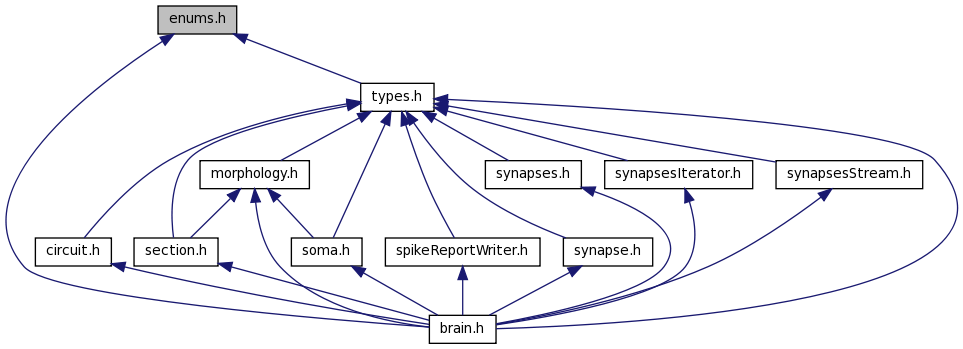 enums.h
types.h
morphology.h
synapses.h
synapsesIterator.h
synapsesStream.h
circuit.h
section.h
soma.h
spikeReportWriter.h
synapse.h
brain.h